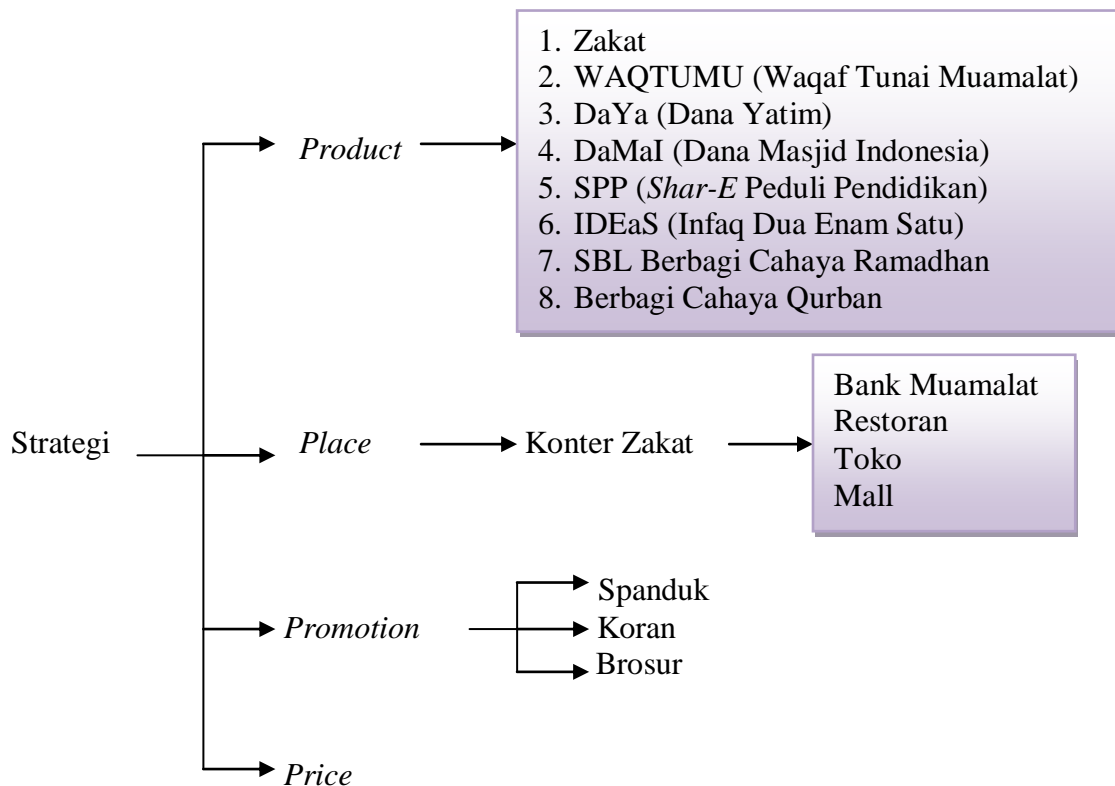 1. Zakat
2. WAQTUMU (Waqaf Tunai Muamalat)
3. DaYa (Dana Yatim)
4. DaMaI (Dana Masjid Indonesia)
5. SPP (Shar-E Peduli Pendidikan)
6. IDEaS (Infaq Dua Enam Satu)
7. SBL Berbagi Cahaya Ramadhan
8. Berbagi Cahaya Qurban
Product
Strategi
Place
Konter Zakat
Bank Muamalat
Restoran
Toko
Mall
Promotion
Spanduk
Koran
Brosur
Price